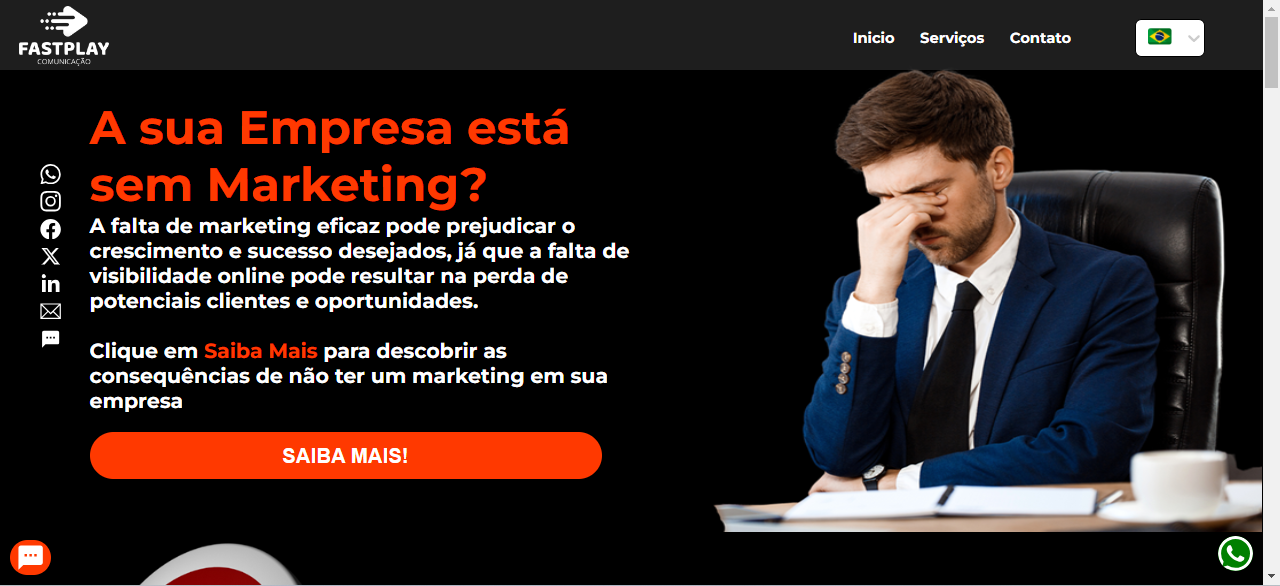 FASTPLAY
COMUNICAÇÃO
Inicio
Serviços
Contato
A sua Empresa está
sem Marketing?
A falta de marketing eficaz pode prejudicar o
crescimento e sucesso desejados, já que a falta de
visibilidade online pode resultar na perda de
potenciais clientes e oportunidades.
Clique em Saiba Mais para descobrir as
consequências de não ter um marketing em sua
empresa
SAIBA MAIS!